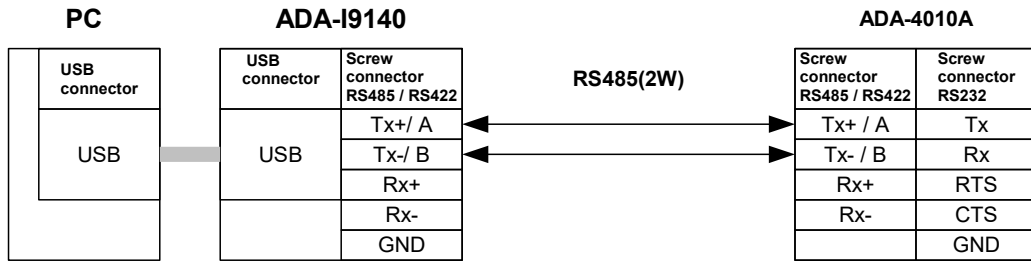 PC
ADA-I9140
ADA-4010A
USB
connector
USB
connector
Screw
connector
RS485 / RS422
RS485(2W)
Screw
connector
RS485 / RS422
Screw
connector
RS232
USB
USB
Tx+/ A
Tx-/ B
Rx+
Rx-
GND
Tx+ / A
Tx- / B
Rx+
Rx-
Tx
Rx
RTS
CTS
GND